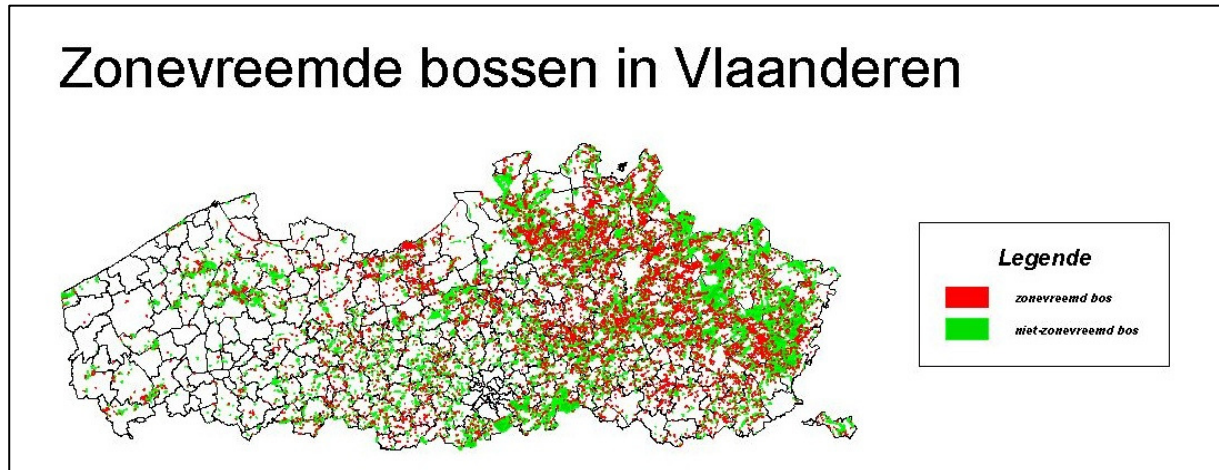 Zonevreemde bossen in Vlaanderen
Legende
zonevreemd bos
niet-zonevreemd bos